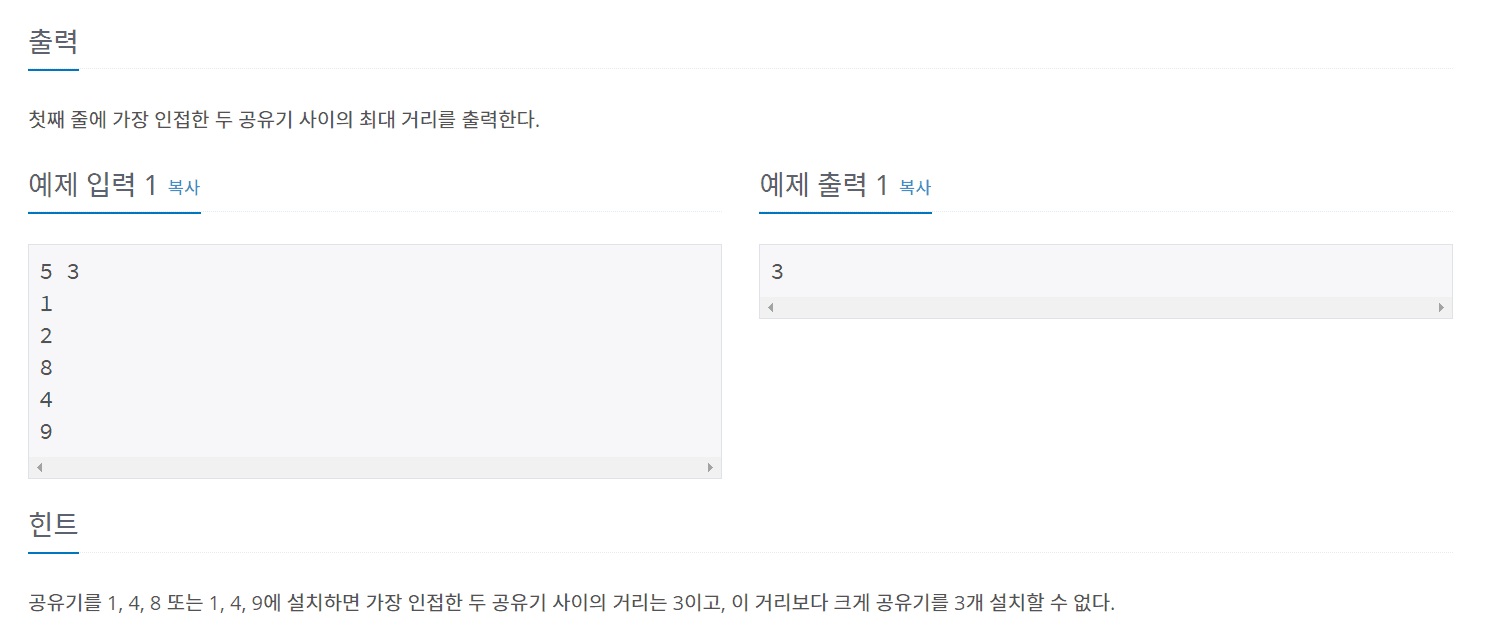 출력
첫째 줄에 가장 인접한 두 공유기 사이의 최대 거리를 출력한다.
예제 입력 1 복사
5 3
1
2
8
4
9
예제 출력 1 복사
3
힌트
공유기를 1, 4, 8 또는 1, 4, 9에 설치하면 가장 인접한 두 공유기 사이의 거리는 3이고, 이 거리보다 크게 공유기를 3개 설치할 수 없다.